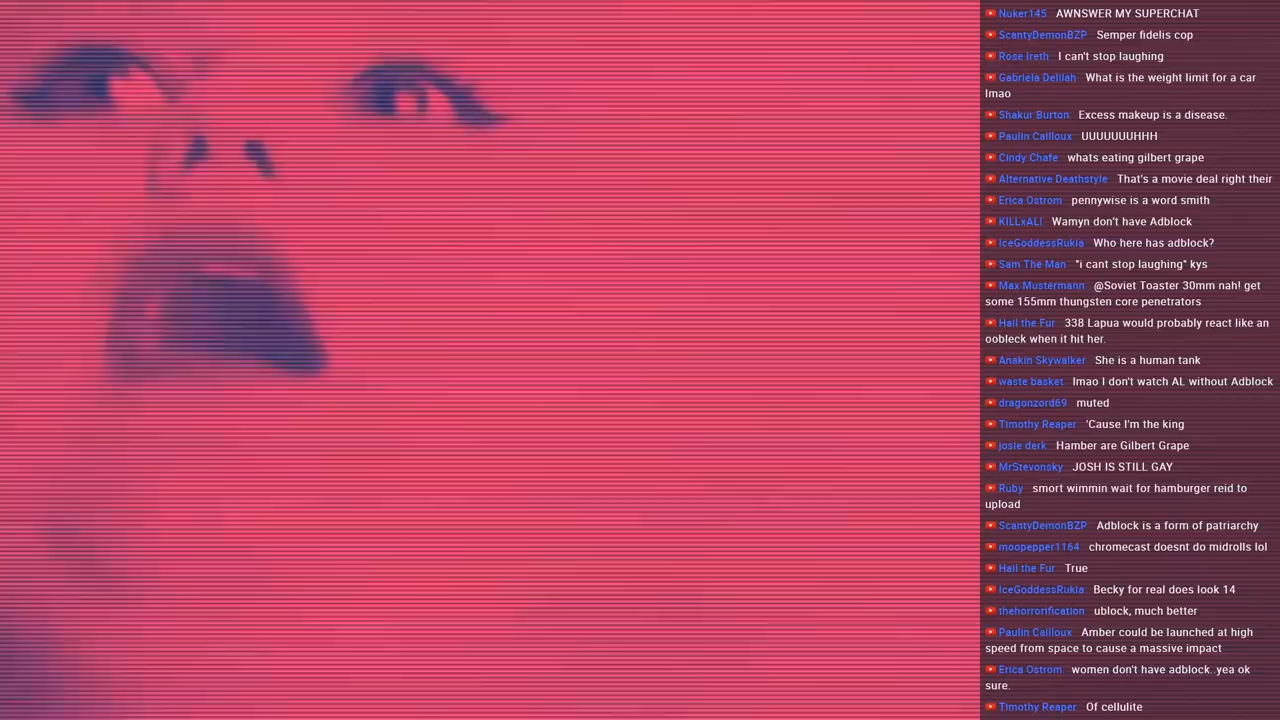 Nuker145 AWNSWER MY SUPERCHAT
ScantyDemonBZP Semper fidelis cop
Rose Ireth I can't stop laughing
Gabriela Delilah What is the weight limit for a car
lmao
Shakur Burton Excess makeup is a disease.
Paulin Cailloux UUUUUUUHHH
Cindy Chafe whats eating gilbert grape
Alternative Deathstyle That's a movie deal right their
Erica Ostrom pennywise is a word smith
KILLxALI Wamyn don't have Adblock
IceGoddessRukia Who here has adblock?
Sam The Man "i cant stop laughing" kys
Max Mustermann @Soviet Toaster 30mm nah! get
some 155mm thungsten core penetrators
Hail the Fur 338 Lapua would probably react like an
oobleck when it hit her.
Anakin Skywalker She is a human tank
waste basket lmao I don't watch AL without Adblock
dragonzord69 muted
Timothy Reaper 'Cause I'm the king
josie derk Hamber are Gilbert Grape
MrStevonsky JOSH IS STILL GAY
Ruby smort wimmin wait for hamburger reid to
upload
ScantyDemonBZP Adblock is a form of patriarchy
moopepper1164 chromecast doesnt do midrolls lol
Hail the Fur True
IceGoddessRukia Becky for real does look 14
thehorrorification ublock, much better
Paulin Cailloux Amber could be launched at high
speed from space to cause a massive impact
Erica Ostrom women don't have adblock..yea ok
sure.
Timothy Reaper Of cellulite